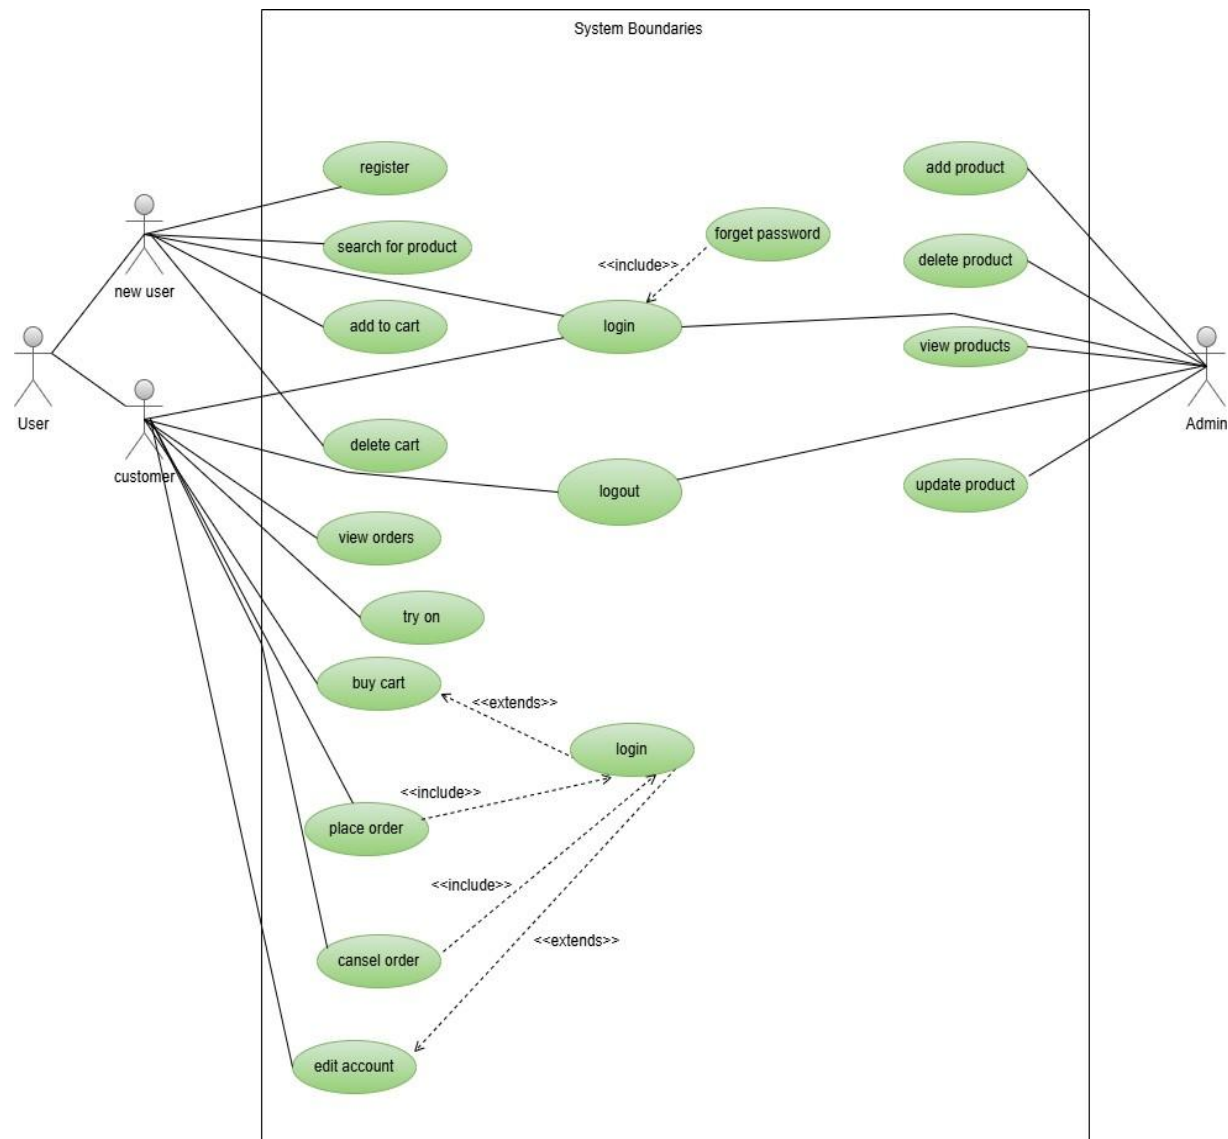 System Boundaries
register
add product
search for product
forget password
new user
<<include>>
delete product
add to cart
login
view products
User
Admin
customer
delete cart
logout
update product
view orders
try on
buy cart
<<extends>>
login
<<include>>
place order
<<include>>
<<extends>>
cansel order
edit account